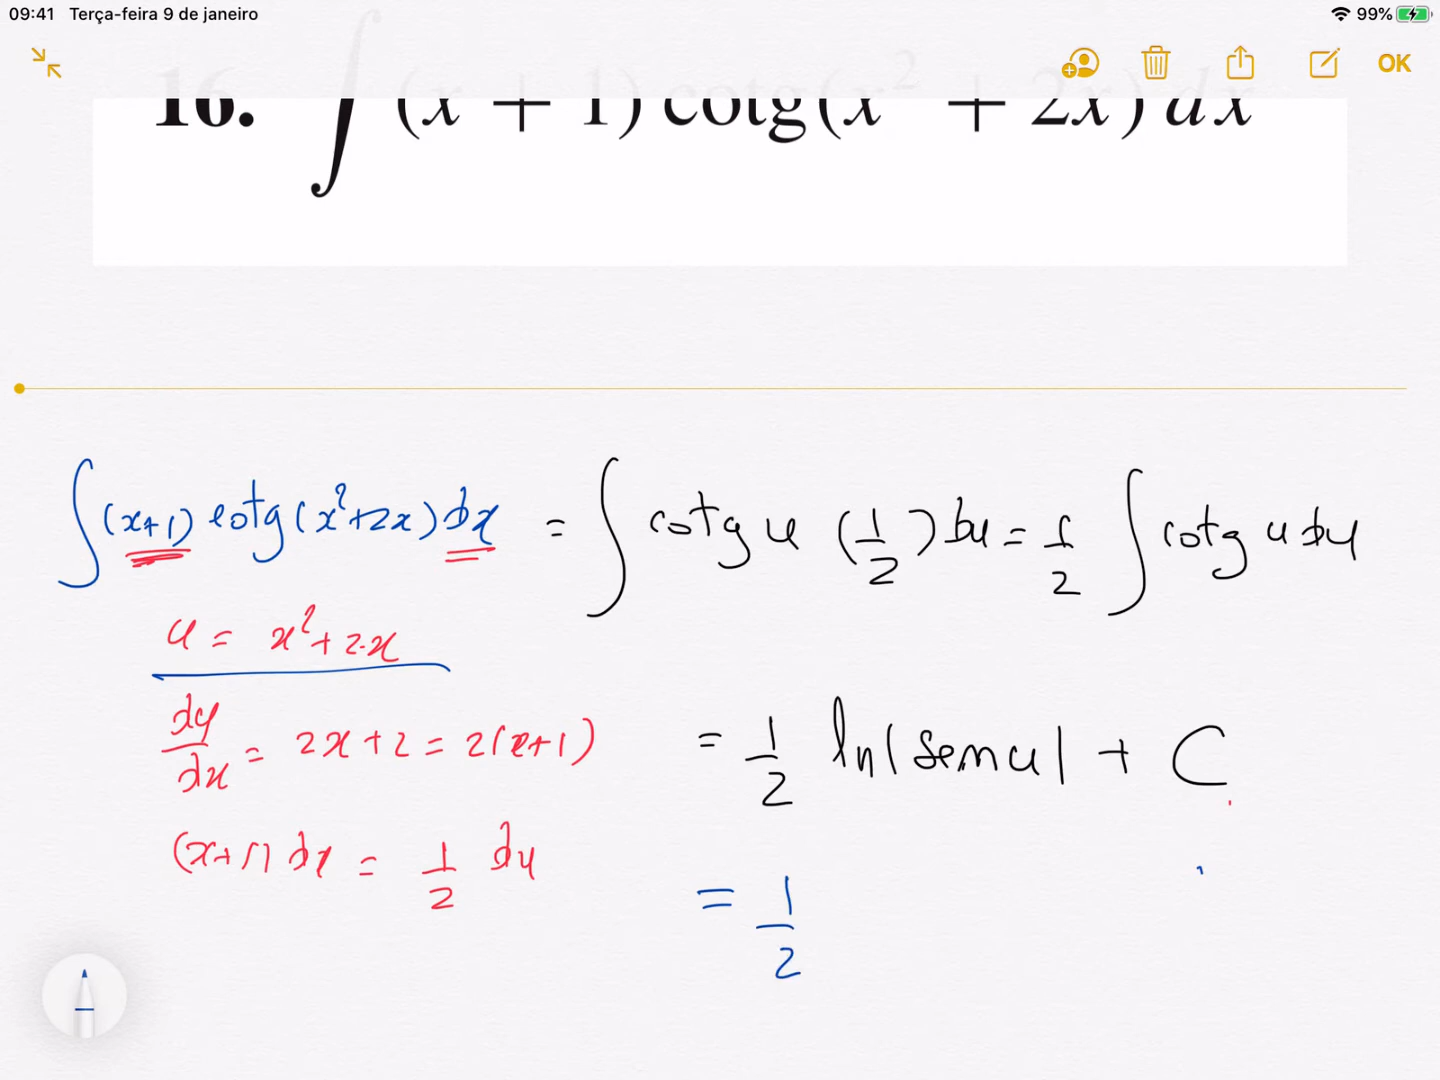 09:41 Terça-feira 9 de janeiro 99%
OK
16. ∫ (x + 1) cotg(x² + 2x) dx
∫(x+1) cotg(x²+2x) dx = ∫ cotg u (1/2) du = 1/2 ∫ cotg u du
u = x²+2x
du/dx = 2x+2 = 2(x+1)
= 1/2 ln|sen u| + C
(x+1) dx = 1/2 du
= 1/2